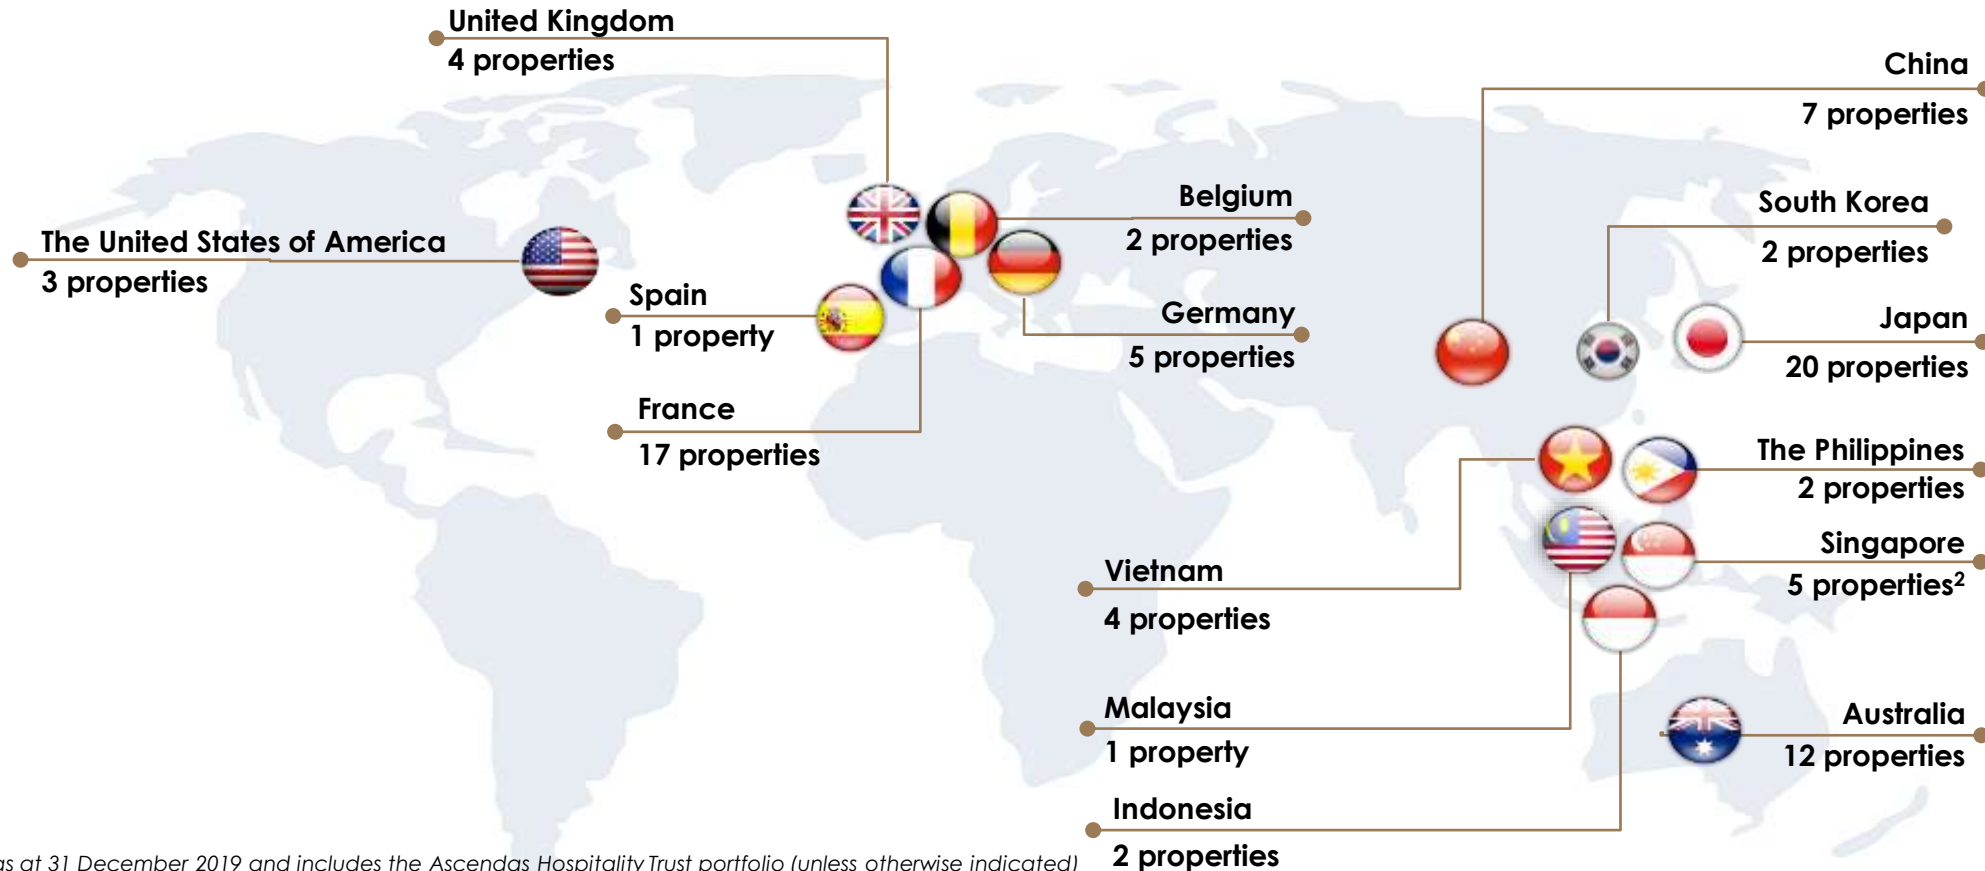 United Kingdom
4 properties
China
7 properties
Belgium
2 properties
South Korea
2 properties
The United States of America
3 properties
Spain
1 property
Germany
5 properties
Japan
20 properties
France
17 properties
The Philippines
2 properties
Singapore
5 properties²
Vietnam
4 properties
Malaysia
1 property
Australia
12 properties
Indonesia
2 properties
as at 31 December 2019 and includes the Ascendas Hospitality Trust portfolio (unless otherwise indicated)